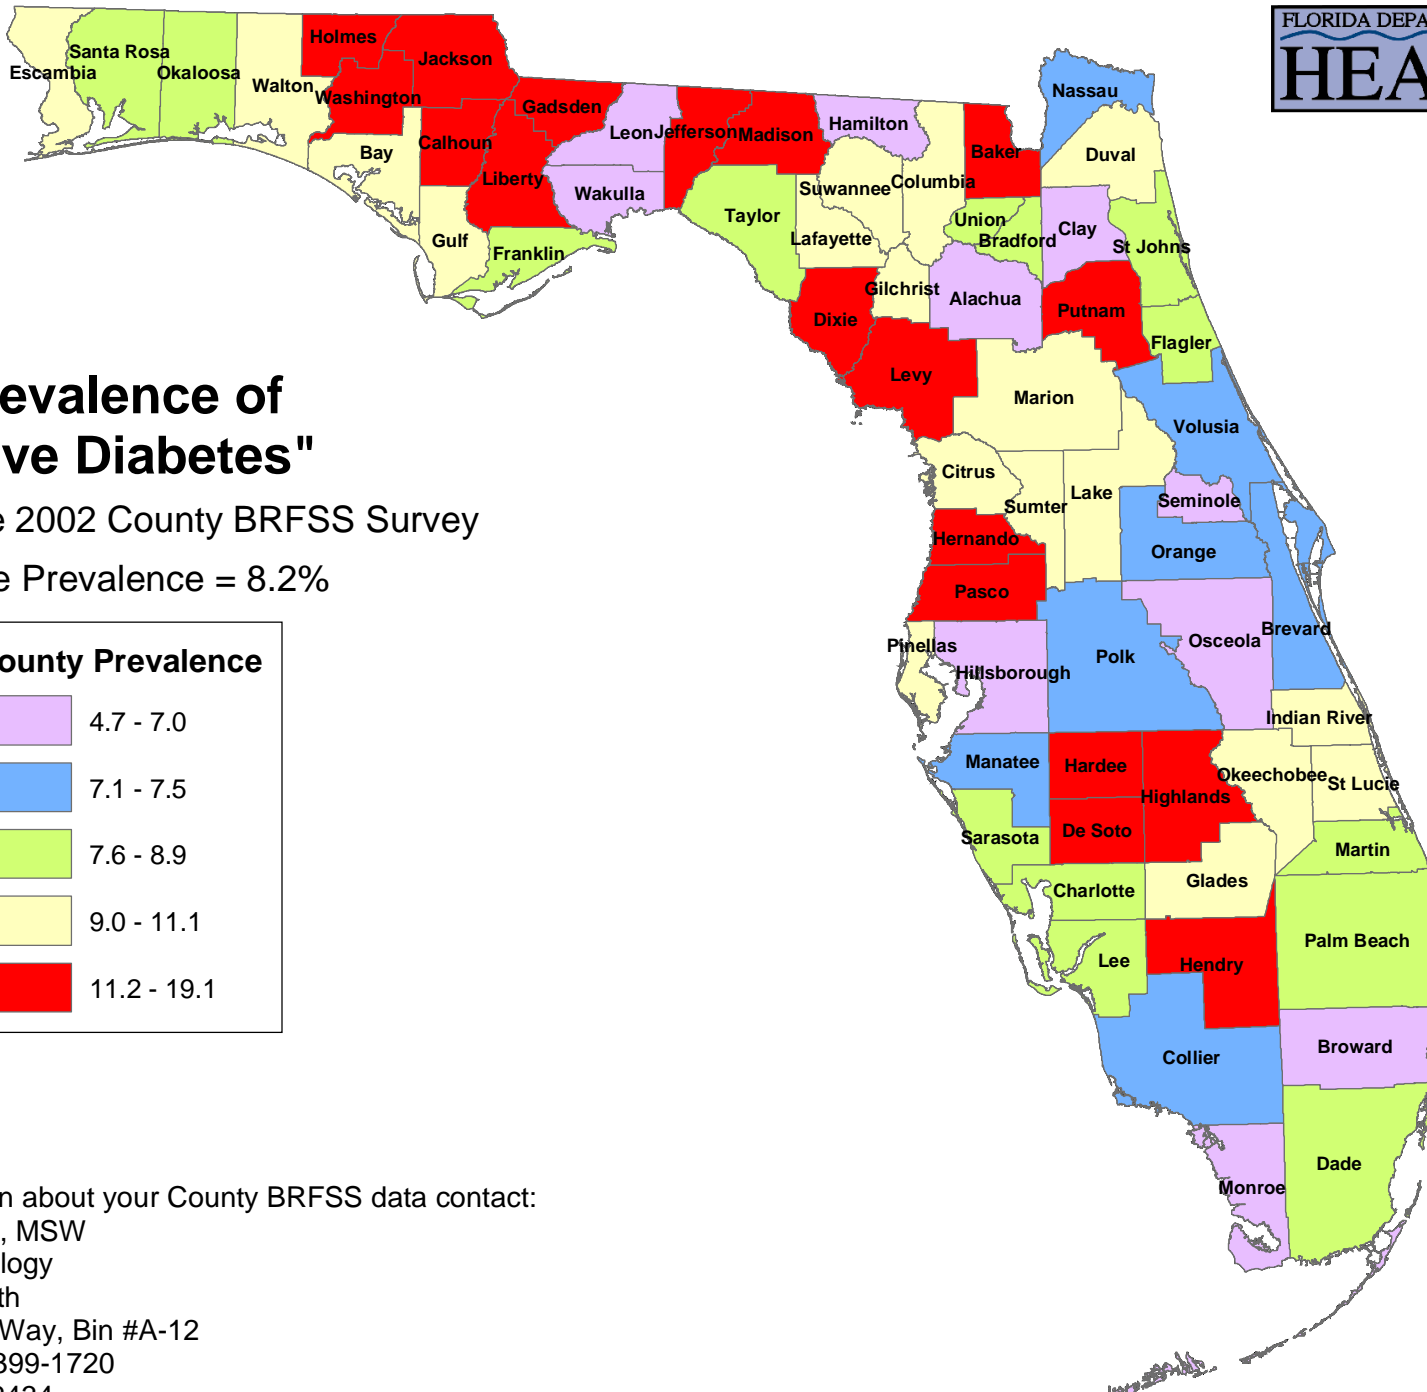 FLORIDA DEPA
HEA
Holmes
Jackson
Santa Rosa
Escambia
Okaloosa
Walton
Washington
Gadsden
Nassau
Leon
Jefferson
Madison
Hamilton
Calhoun
Bay
Baker
Duval
Liberty
Wakulla
Suwannee
Columbia
Taylor
Union
Bradford
Clay
St Johns
Gulf
Franklin
Lafayette
Gilchrist
Alachua
Putnam
Dixie
Flagler
Levy
Marion
Volusia
evalence of
ve Diabetes"
e 2002 County BRFSS Survey
e Prevalence = 8.2%
Citrus
Sumter
Lake
Seminole
Hernando
Orange
Pasco
Pinellas
Hillsborough
Polk
Osceola
Brevard
Indian River
ounty Prevalence
4.7 - 7.0
7.1 - 7.5
7.6 - 8.9
9.0 - 11.1
11.2 - 19.1
Manatee
Hardee
Highlands
Okeechobee
St Lucie
Sarasota
De Soto
Martin
Charlotte
Glades
Palm Beach
Lee
Hendry
Collier
Broward
Dade
Monroe
n about your County BRFSS data contact:
, MSW
logy
th
Way, Bin #A-12
399-1720